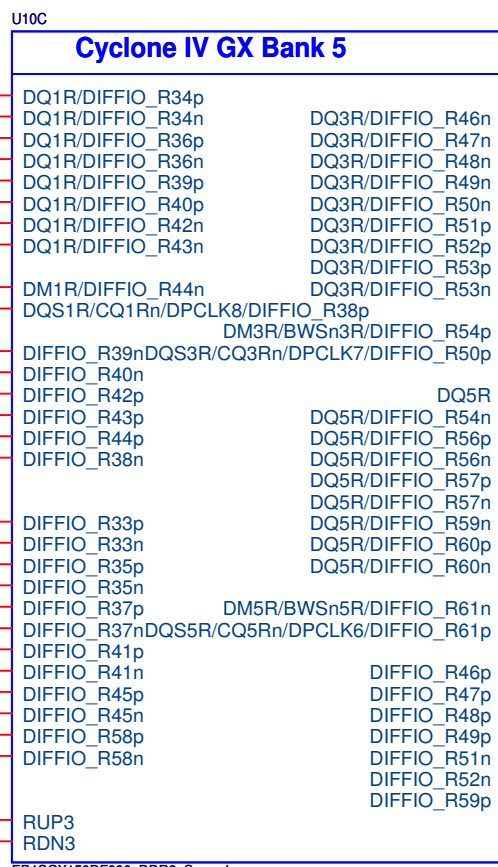 U10C
Cyclone IV GX Bank 5
DQ1R/DIFFIO_R34p
DQ1R/DIFFIO_R34n DQ3R/DIFFIO_R46n
DQ1R/DIFFIO_R36p DQ3R/DIFFIO_R47n
DQ1R/DIFFIO_R36n DQ3R/DIFFIO_R48n
DQ1R/DIFFIO_R39p DQ3R/DIFFIO_R49n
DQ1R/DIFFIO_R40p DQ3R/DIFFIO_R50n
DQ1R/DIFFIO_R42n DQ3R/DIFFIO_R51p
DQ1R/DIFFIO_R43n DQ3R/DIFFIO_R52p
DQ3R/DIFFIO_R53p
DM1R/DIFFIO_R44n DQ3R/DIFFIO_R53n
DQS1R/CQ1Rn/DPCLK8/DIFFIO_R38p
DM3R/BWSn3R/DIFFIO_R54p
DIFFIO_R39nDQS3R/CQ3Rn/DPCLK7/DIFFIO_R50p
DIFFIO_R40n
DIFFIO_R42p DQ5R
DIFFIO_R43p DQ5R/DIFFIO_R54n
DIFFIO_R44p DQ5R/DIFFIO_R56p
DIFFIO_R38n DQ5R/DIFFIO_R56n
DQ5R/DIFFIO_R57p
DQ5R/DIFFIO_R57n
DIFFIO_R33p DQ5R/DIFFIO_R59n
DIFFIO_R33n DQ5R/DIFFIO_R60p
DIFFIO_R35p DQ5R/DIFFIO_R60n
DIFFIO_R35n
DIFFIO_R37p DM5R/BWSn5R/DIFFIO_R61n
DIFFIO_R37nDQS5R/CQ5Rn/DPCLK6/DIFFIO_R61p
DIFFIO_R41p
DIFFIO_R41n DIFFIO_R46p
DIFFIO_R45p DIFFIO_R47p
DIFFIO_R45n DIFFIO_R48p
DIFFIO_R58p DIFFIO_R49p
DIFFIO_R58n DIFFIO_R51n
DIFFIO_R52n
DIFFIO_R59p
RUP3
RDN3